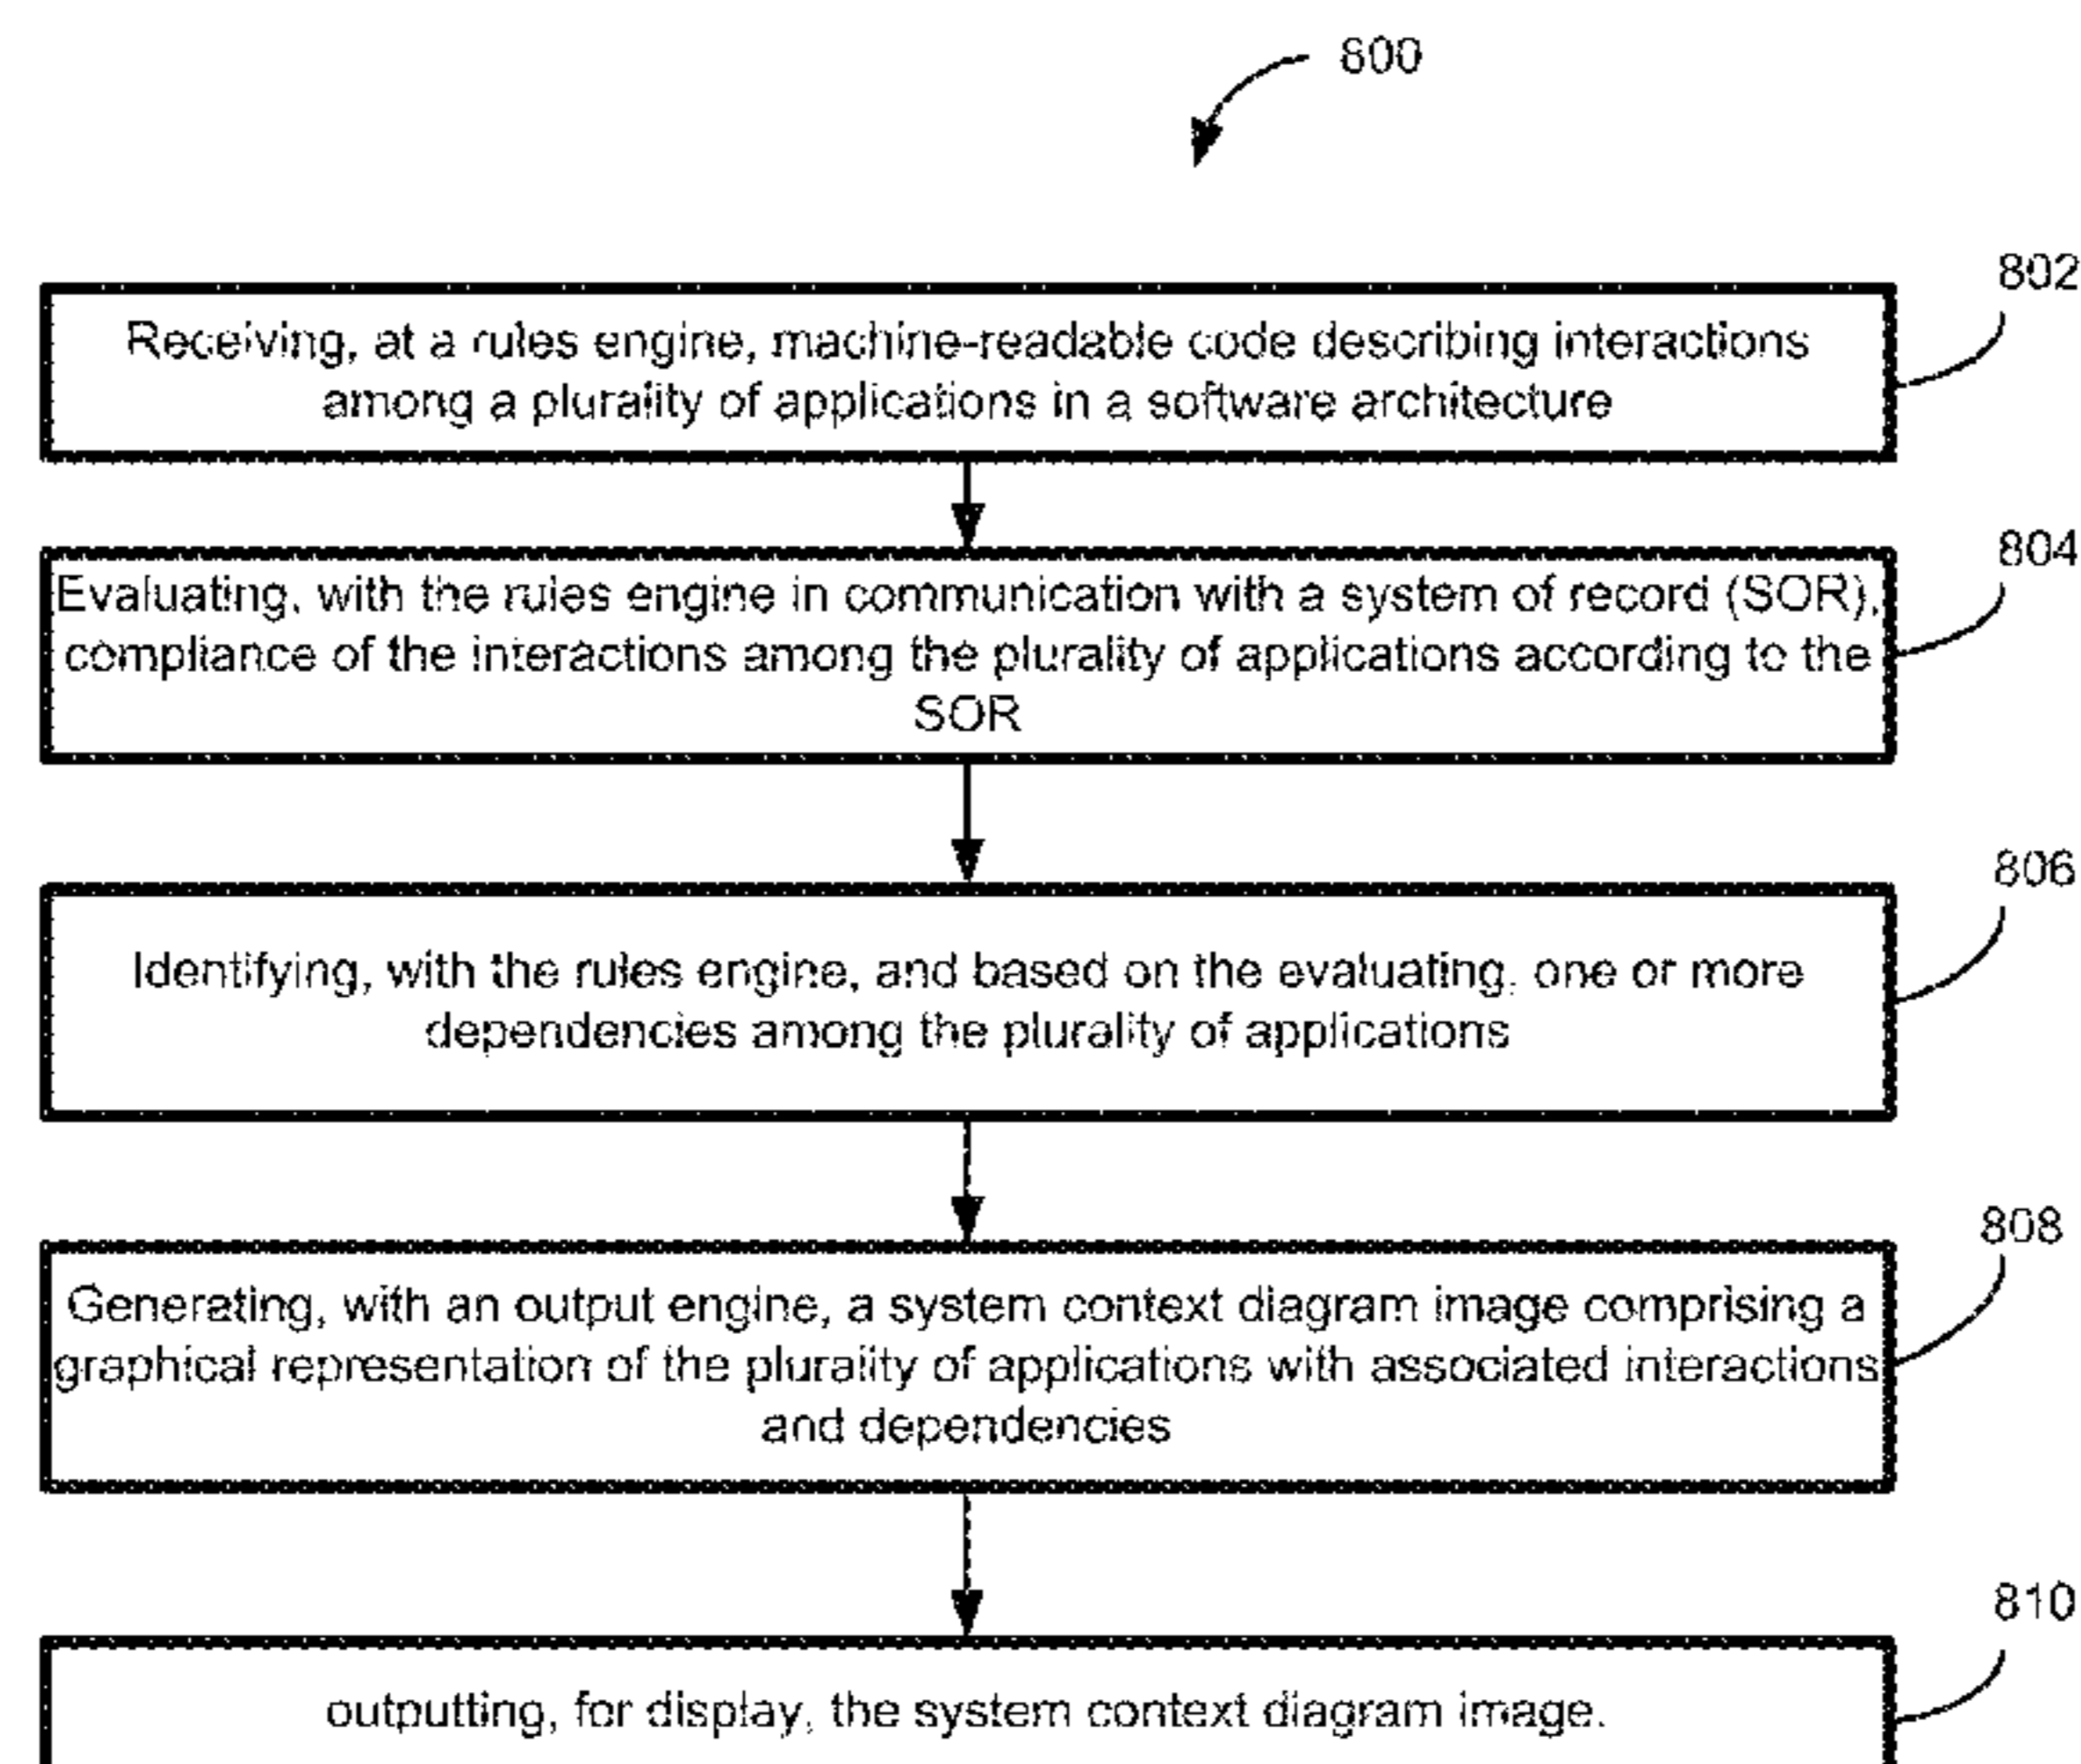 800
802
Receiving, at a rules engine, machine-readable code describing interactions
among a plurality of applications in a software architecture
804
Evaluating, with the rules engine in communication with a system of record (SOR),
compliance of the interactions among the plurality of applications according to the
SOR
806
Identifying, with the rules engine, and based on the evaluating, one or more
dependencies among the plurality of applications
808
Generating, with an output engine, a system context diagram image comprising a
graphical representation of the plurality of applications with associated interactions
and dependencies
810
outputting, for display, the system context diagram image.